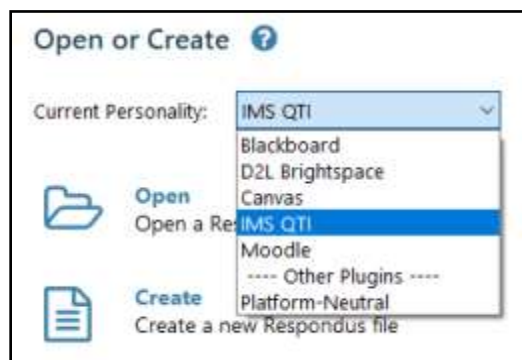 Open or Create ?
Current Personality: IMS QTI
Blackboard
D2L Brightspace
Canvas
IMS QTI
Moodle
---- Other Plugins ----
Platform-Neutral
Open
Open a Re
Create
Create a new Respondus file